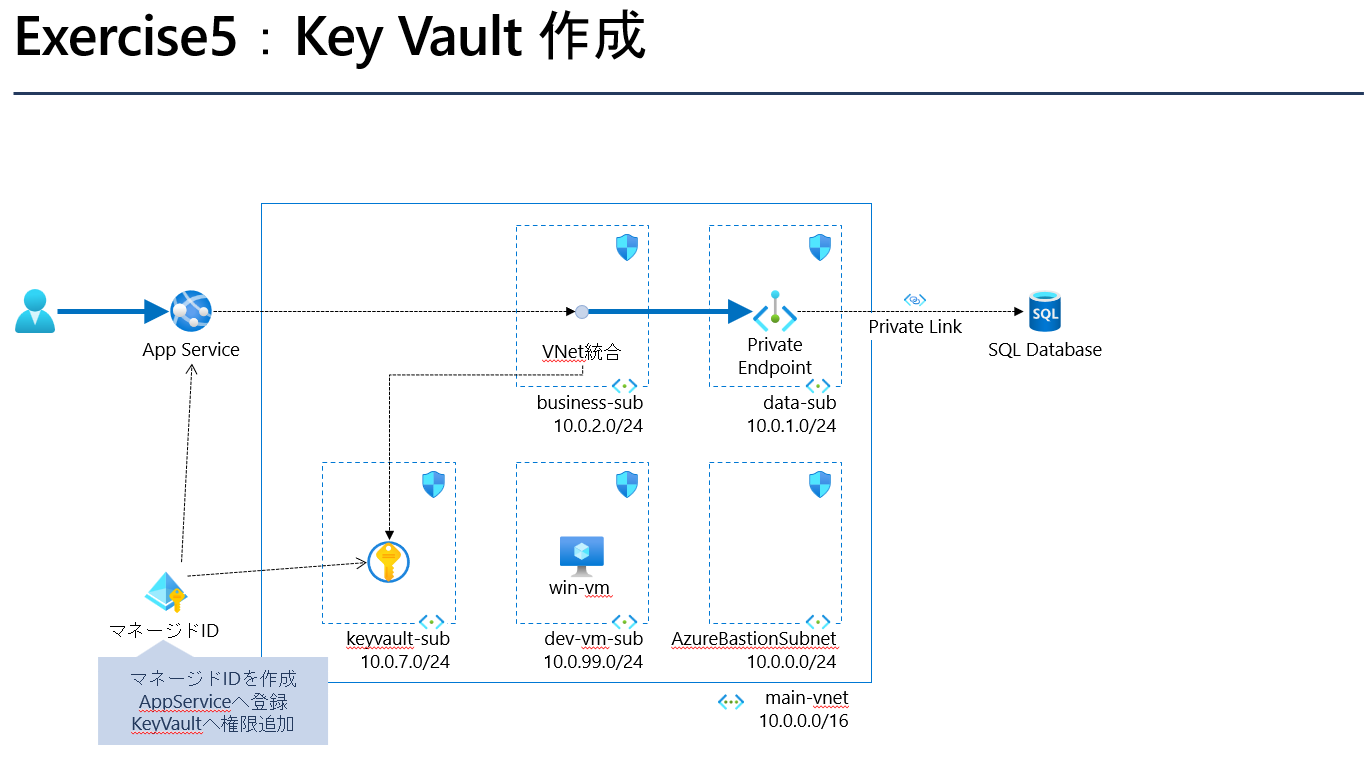 Exercise5：Key Vault 作成
App Service
VNet統合
Private
Endpoint
Private Link
SQL
SQL Database
business-sub
10.0.2.0/24
data-sub
10.0.1.0/24
win-vm
マネージドID
keyvault-sub
10.0.7.0/24
dev-vm-sub
10.0.99.0/24
AzureBastionSubnet
10.0.0.0/24
マネージドIDを作成
AppServiceへ登録
KeyVaultへ権限追加
main-vnet
10.0.0.0/16